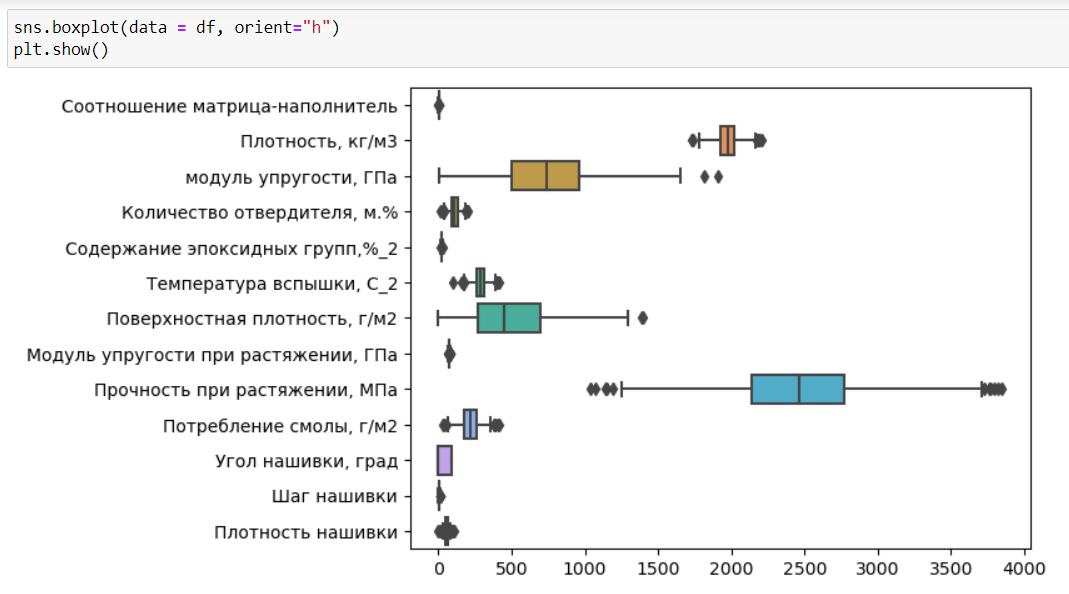 sns.boxplot(data = df, orient="h")
plt.show()
Соотношение матрица-наполнитель
Плотность, кг/м3
модуль упругости, ГПа
Количество отвердителя, м.%
Содержание эпоксидных групп,%_2
Температура вспышки, С_2
Поверхностная плотность, г/м2
Модуль упругости при растяжении, ГПа
Прочность при растяжении, МПа
Потребление смолы, г/м2
Угол нашивки, град
Шаг нашивки
Плотность нашивки
0 500 1000 1500 2000 2500 3000 3500 4000